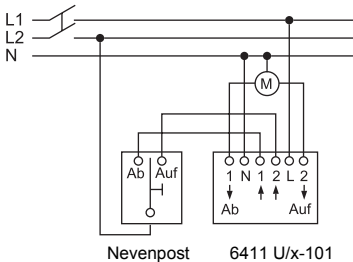 L1
L2
N
M
Ab Auf
1 N 1 2 L 2
Ab Auf
Nevenpost 6411 U/x-101